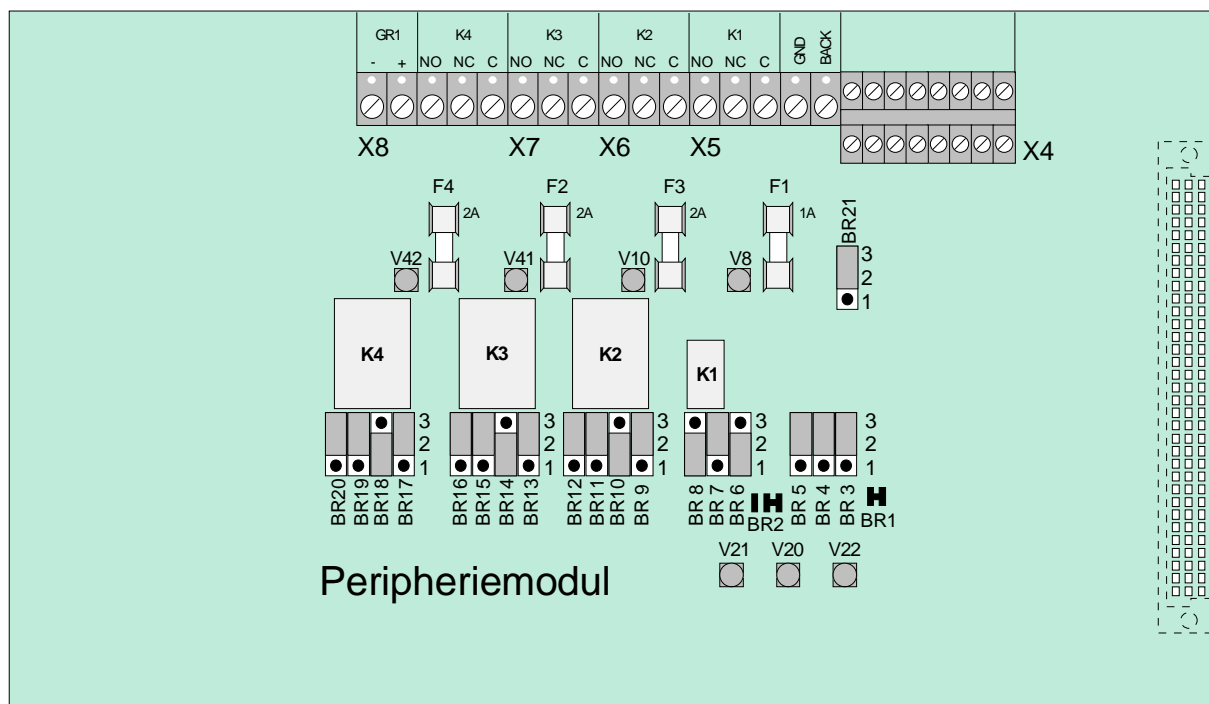 GR1 K4 K3 K2 K1 GND BACK
- + NO NC C NO NC C NO NC C NO NC C
X8 X7 X6 X5 X4
F4 F2 F3 F1
2A 2A 2A 1A
BR21
V42 V41 V10 V8
3
2
1
K4 K3 K2 K1
3 3 3 3 3
2 2 2 2 2
1 1 1 1 1
BR20 BR19 BR18 BR17 BR16 BR15 BR14 BR13 BR12 BR11 BR10 BR 9 BR 8 BR 7 BR 6 BR2 BR 5 BR 4 BR 3 BR1
V21 V20 V22
Peripheriemodul